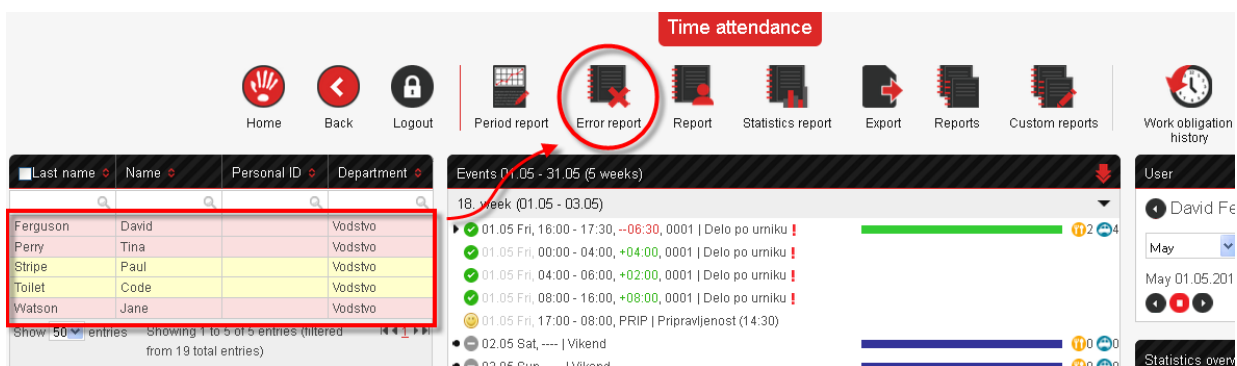 Time attendance
Home Back Logout Period report Error report Report Statistics report Export Reports Custom reports Work obligation
history
Last name Name Personal ID Department
Ferguson David Vodstvo
Perry Tina Vodstvo
Stripe Paul Vodstvo
Toilet Code Vodstvo
Watson Jane Vodstvo
Show 50 entries Showing 1 to 5 of 5 entries (filtered
from 19 total entries)
1
Events 01.05 - 31.05 (5 weeks)
18. week (01.05 - 03.05)
01.05 Fri, 16:00 - 17:30, --06:30, 0001 | Delo po urniku ! 2 4
01.05 Fri, 00:00 - 04:00, +04:00, 0001 | Delo po urniku !
01.05 Fri, 04:00 - 06:00, +02:00, 0001 | Delo po urniku !
01.05 Fri, 08:00 - 16:00, +08:00, 0001 | Delo po urniku !
01.05 Fri, 17:00 - 08:00, PRIP | Pripravljenost (14:30)
02.05 Sat, ---- | Vikend 0 0
User
David Fe
May
May 01.05.201
Statistics overv